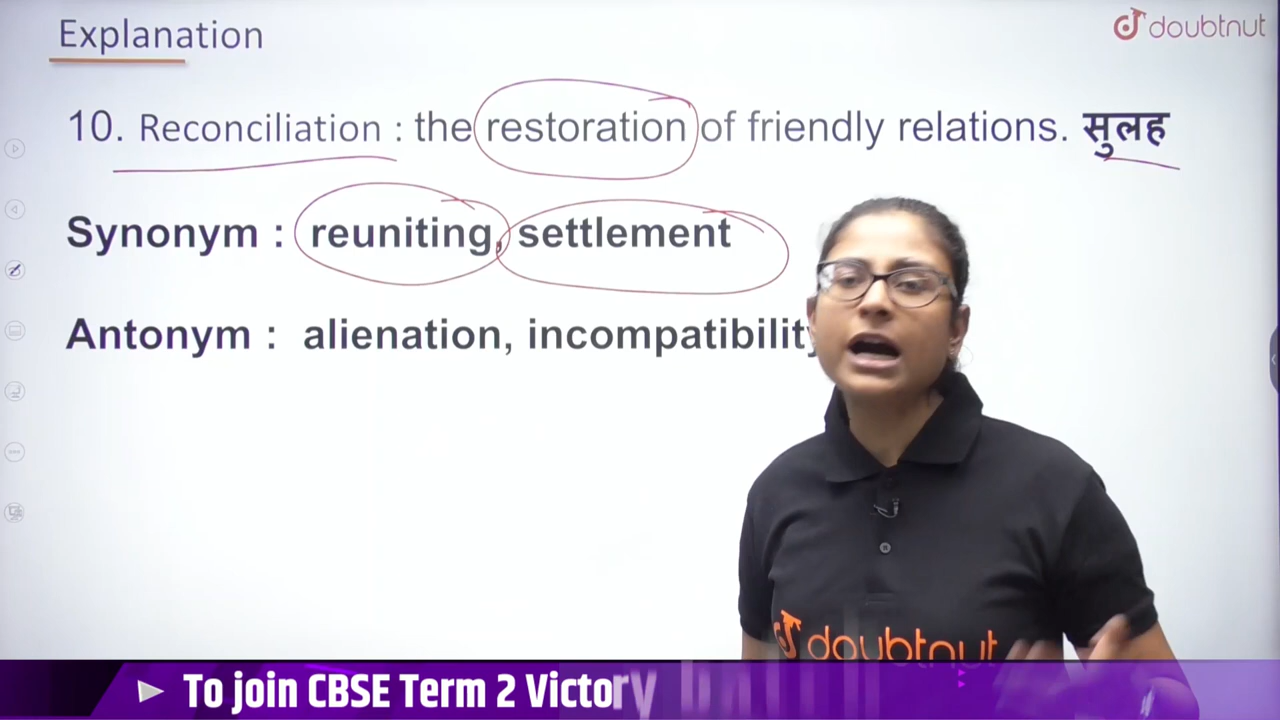 Explanation
doubtnut
10. Reconciliation : the restoration of friendly relations. सुलह
Synonym : reuniting, settlement
Antonym : alienation, incompatibility
doubtnut
To join CBSE Term 2 Victory